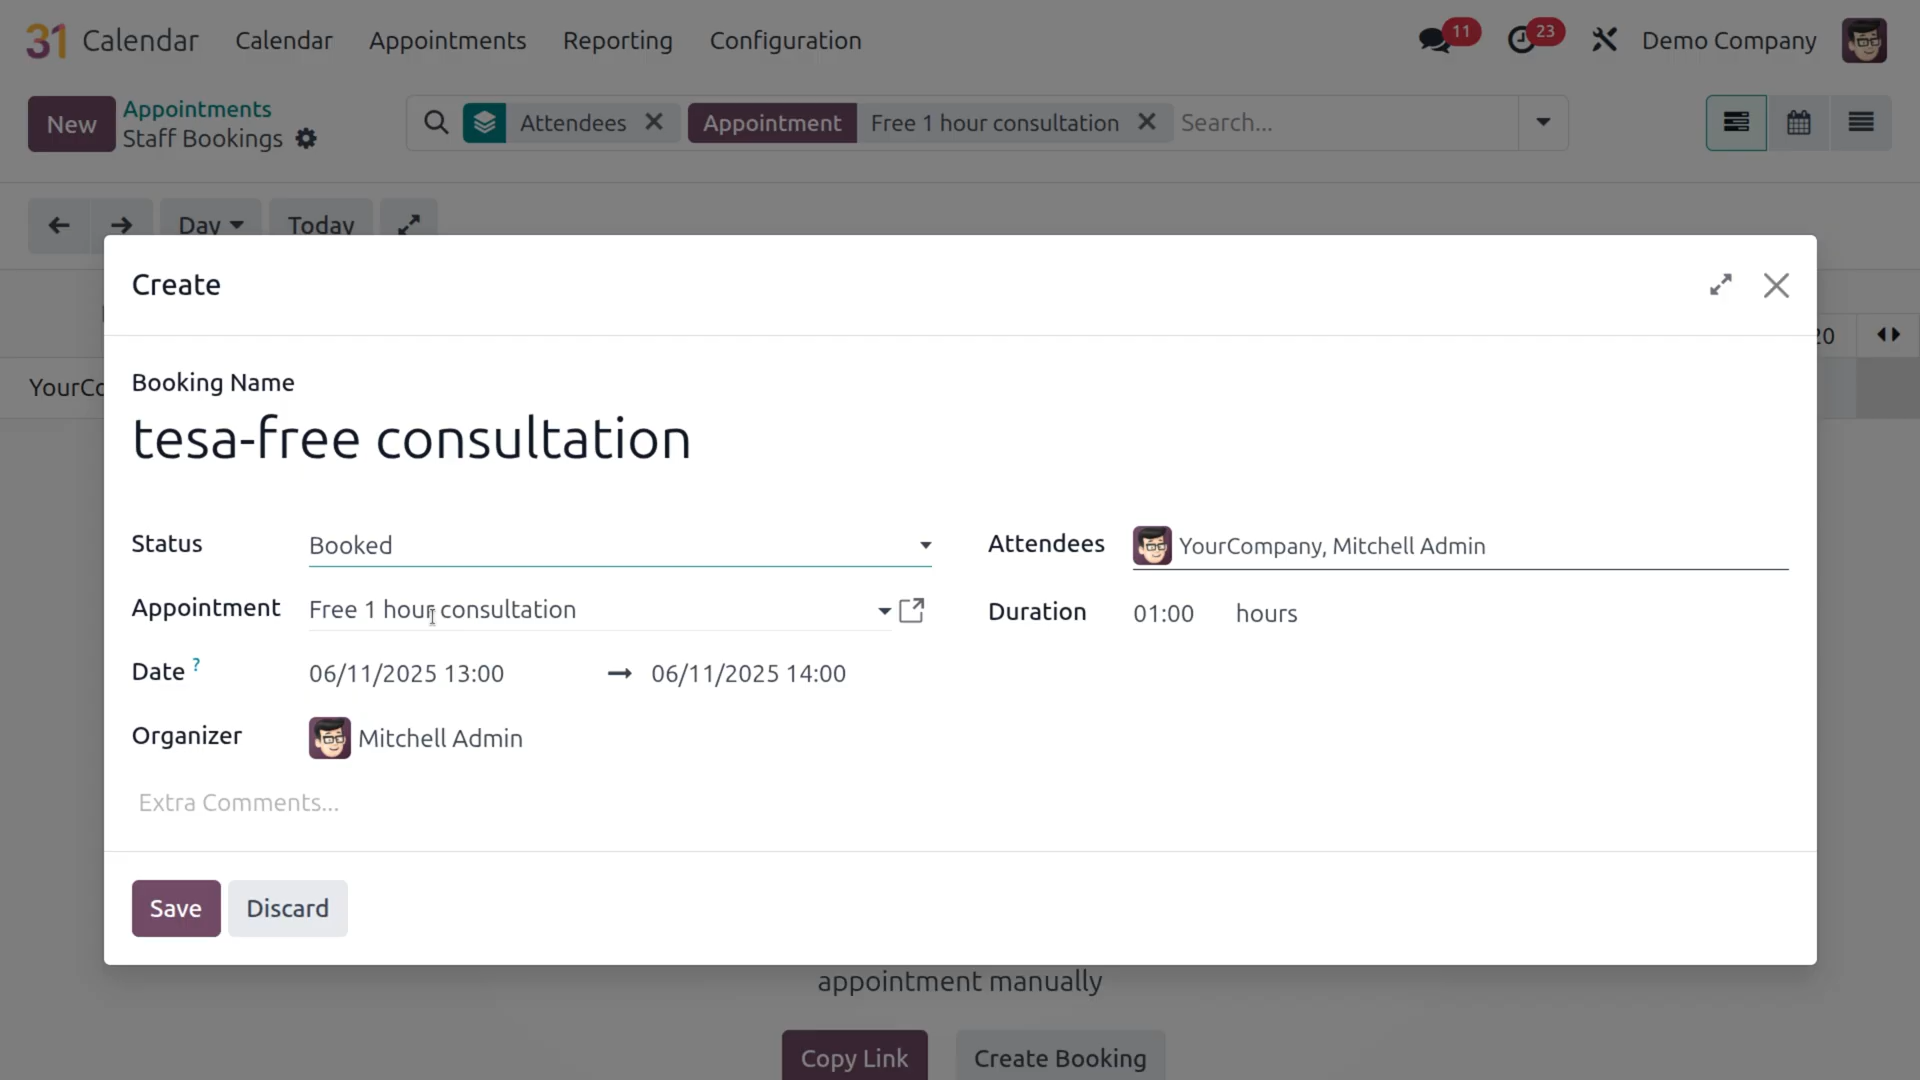 31 Calendar Calendar Appointments Reporting Configuration 11 23 Demo Company
New Appointments
Staff Bookings
Attendees Appointment Free 1 hour consultation Search...
Day Today
Create
20
YourCo
Booking Name
tesa-free consultation
Status Booked Attendees YourCompany, Mitchell Admin
Appointment Free 1 hour consultation Duration 01:00 hours
Date ? 06/11/2025 13:00 → 06/11/2025 14:00
Organizer Mitchell Admin
Extra Comments...
Save Discard
appointment manually
Copy Link Create Booking